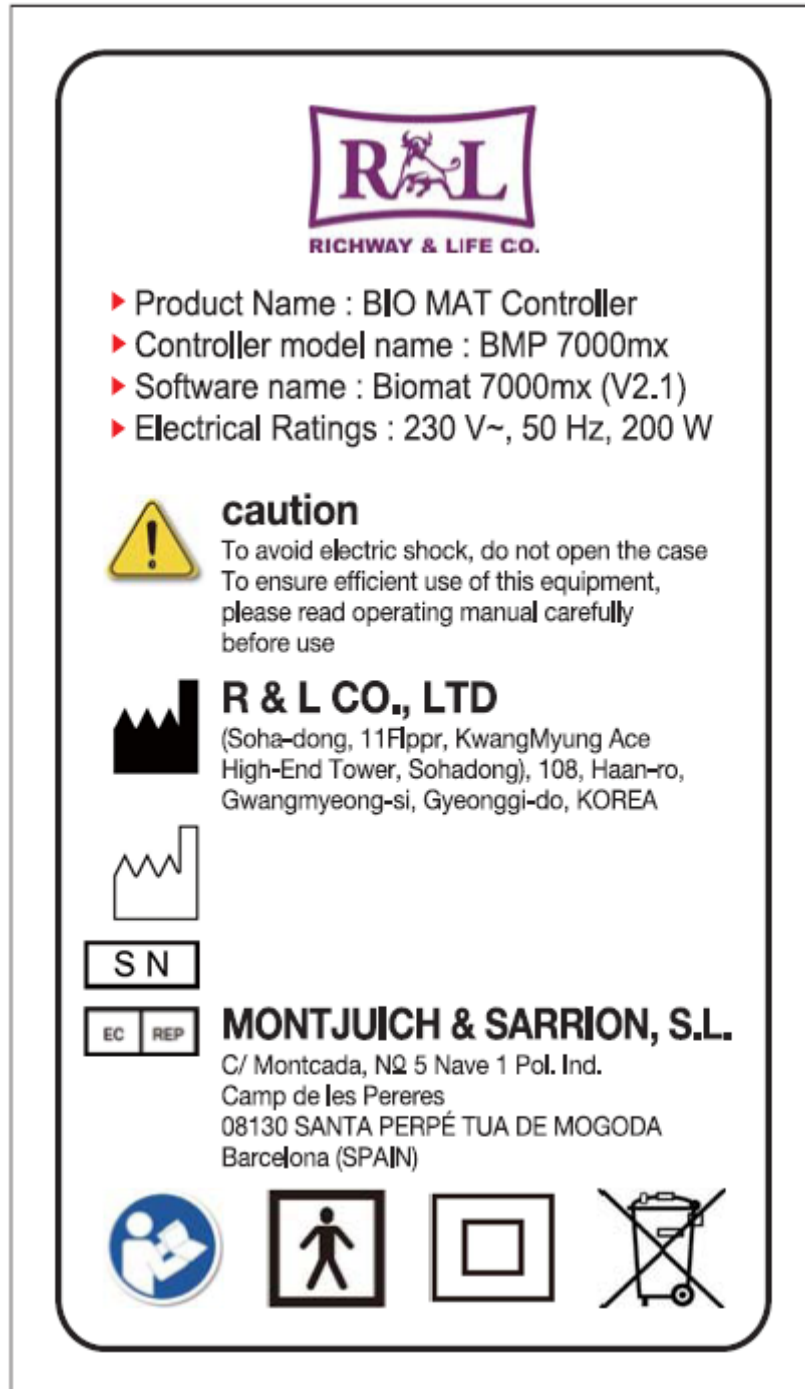 R&L
RICHWAY & LIFE CO.
Product Name : BIO MAT Controller
Controller model name : BMP 7000mx
Software name : Biomat 7000mx (V2.1)
Electrical Ratings : 230 V~, 50 Hz, 200 W
caution
To avoid electric shock, do not open the case
To ensure efficient use of this equipment,
please read operating manual carefully
before use
R & L CO., LTD
(Soha-dong, 11Flppr, KwangMyung Ace
High-End Tower, Sohadong), 108, Haan-ro,
Gwangmyeong-si, Gyeonggi-do, KOREA
S N
EC REP
MONTJUICH & SARRION, S.L.
C/ Montcada, Nº 5 Nave 1 Pol. Ind.
Camp de les Pereres
08130 SANTA PERPÉ TUA DE MOGODA
Barcelona (SPAIN)